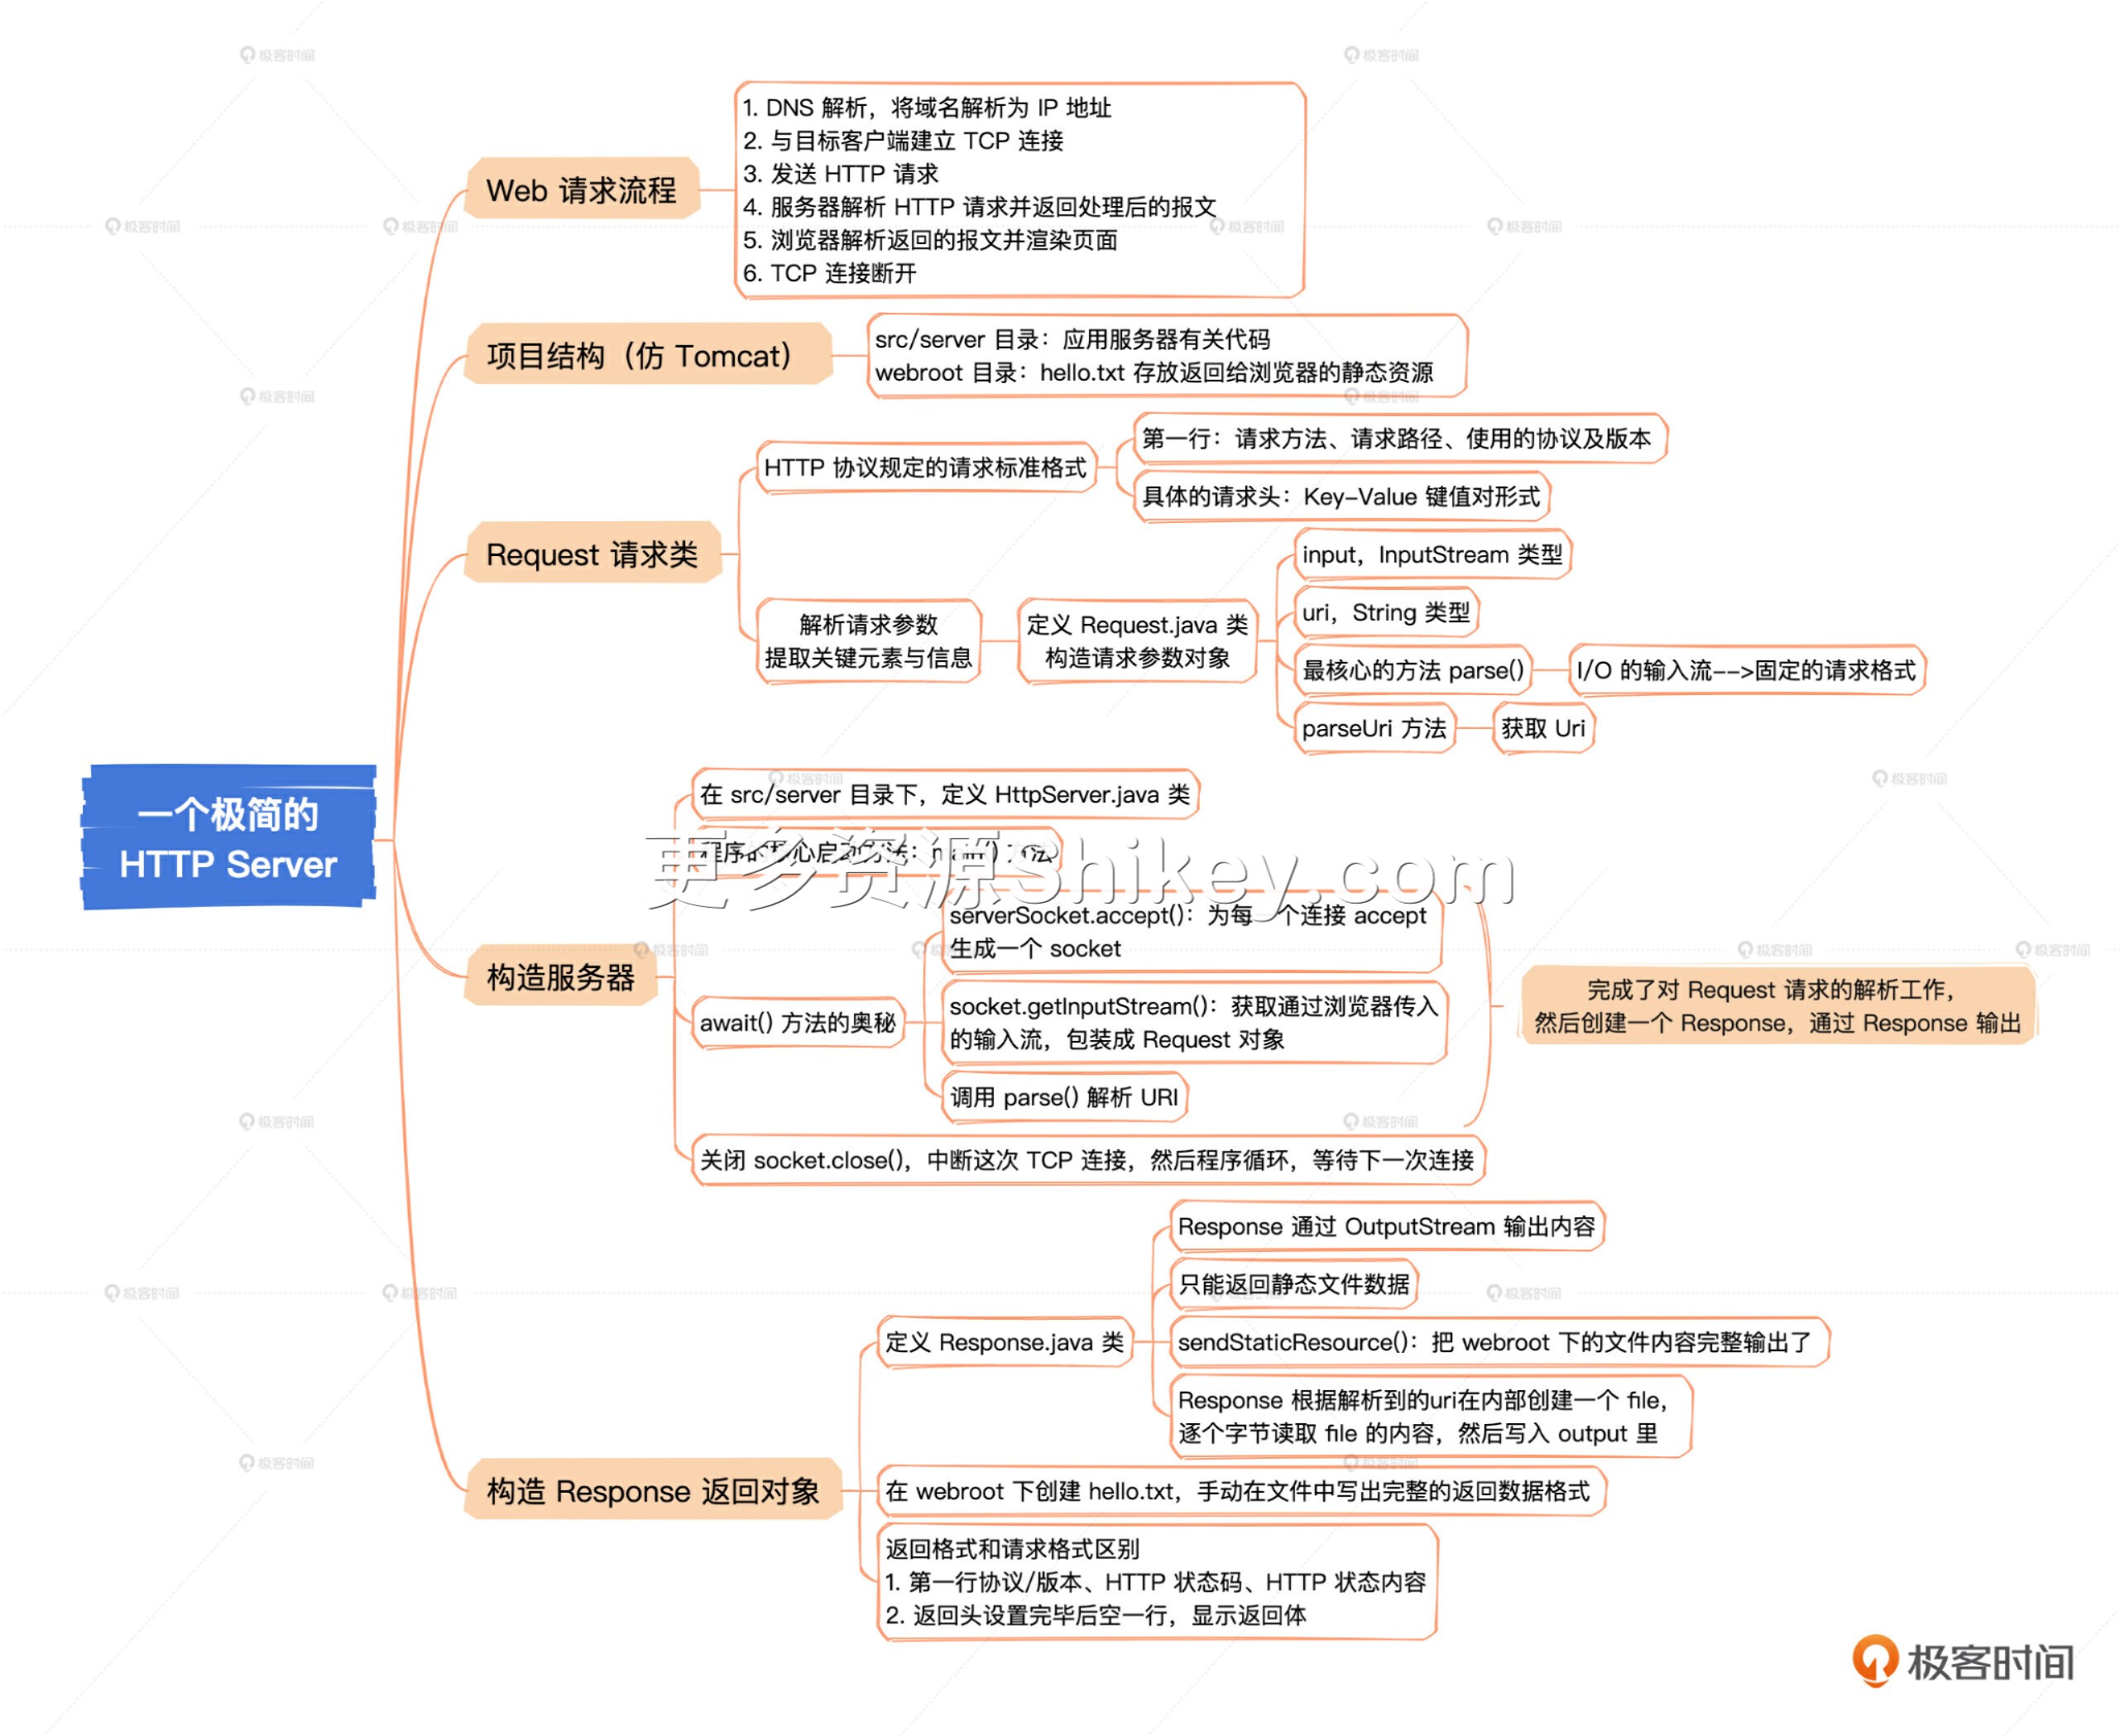 1. DNS 解析，将域名解析为 IP 地址
2. 与目标客户端建立 TCP 连接
3. 发送 HTTP 请求
Web 请求流程
4. 服务器解析 HTTP 请求并返回处理后的报文
5. 浏览器解析返回的报文并渲染页面
6. TCP 连接断开
项目结构（仿 Tomcat）
src/server 目录：应用服务器有关代码
webroot 目录：hello.txt 存放返回给浏览器的静态资源
Request 请求类
HTTP 协议规定的请求标准格式
第一行：请求方法、请求路径、使用的协议及版本
具体的请求头：Key-Value 键值对形式
解析请求参数
提取关键元素与信息
定义 Request.java 类
构造请求参数对象
input，InputStream 类型
uri，String 类型
最核心的方法 parse()
I/O 的输入流-->固定的请求格式
parseUri 方法
获取 Uri
一个极简的
HTTP Server
构造服务器
在 src/server 目录下，定义 HttpServer.java 类
程序的核心启动方法：main() 方法
更多资源Shikey.com
await() 方法的奥秘
serverSocket.accept()：为每一个连接 accept
生成一个 socket
socket.getInputStream()：获取通过浏览器传入
的输入流，包装成 Request 对象
调用 parse() 解析 URI
完成了对 Request 请求的解析工作，
然后创建一个 Response，通过 Response 输出
关闭 socket.close()，中断这次 TCP 连接，然后程序循环，等待下一次连接
构造 Response 返回对象
定义 Response.java 类
Response 通过 OutputStream 输出内容
只能返回静态文件数据
sendStaticResource()：把 webroot 下的文件内容完整输出了
Response 根据解析到的uri在内部创建一个 file，
逐个字节读取 file 的内容，然后写入 output 里
在 webroot 下创建 hello.txt，手动在文件中写出完整的返回数据格式
返回格式和请求格式区别
1. 第一行协议/版本、HTTP 状态码、HTTP 状态内容
2. 返回头设置完毕后空一行，显示返回体
极客时间